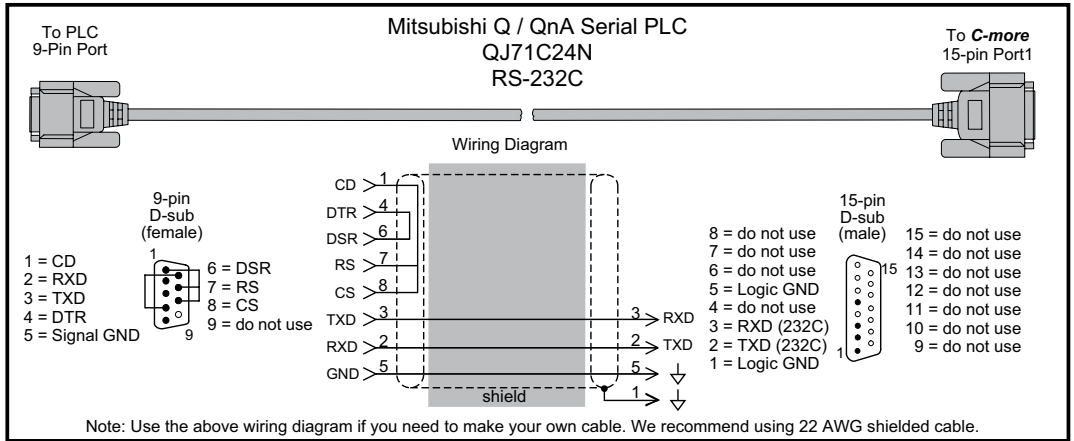 To PLC
9-Pin Port
Mitsubishi Q / QnA Serial PLC
QJ71C24N
RS-232C
To C-more
15-pin Port1
Wiring Diagram
9-pin
D-sub
(female)
1
9
1 = CD
2 = RXD
3 = TXD
4 = DTR
5 = Signal GND
6 = DSR
7 = RS
8 = CS
9 = do not use
CD 1
DTR 4
DSR 6
RS 7
CS 8
TXD 3
RXD 2
GND 5
shield
3 RXD
2 TXD
5
1
8 = do not use
7 = do not use
6 = do not use
5 = Logic GND
4 = do not use
3 = RXD (232C)
2 = TXD (232C)
1 = Logic GND
15-pin
D-sub
(male)
15
1
15 = do not use
14 = do not use
13 = do not use
12 = do not use
11 = do not use
10 = do not use
9 = do not use
Note: Use the above wiring diagram if you need to make your own cable. We recommend using 22 AWG shielded cable.